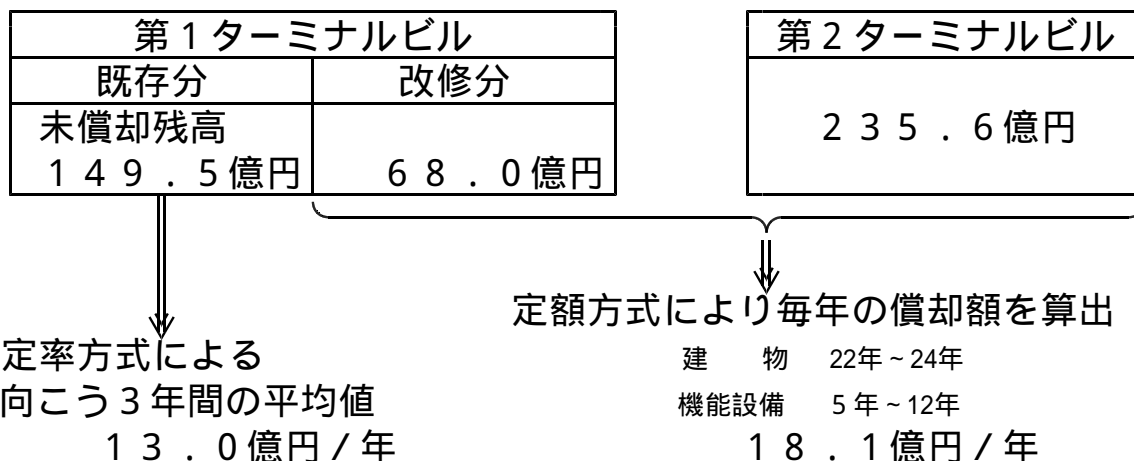 第1ターミナルビル
既存分 改修分
未償却残高
149.5億円 68.0億円
第2ターミナルビル
235.6億円
定率方式による
向こう3年間の平均値
13.0億円/年
定額方式により毎年の償却額を算出
建 物 22年~24年
機能設備 5年~12年
18.1億円/年